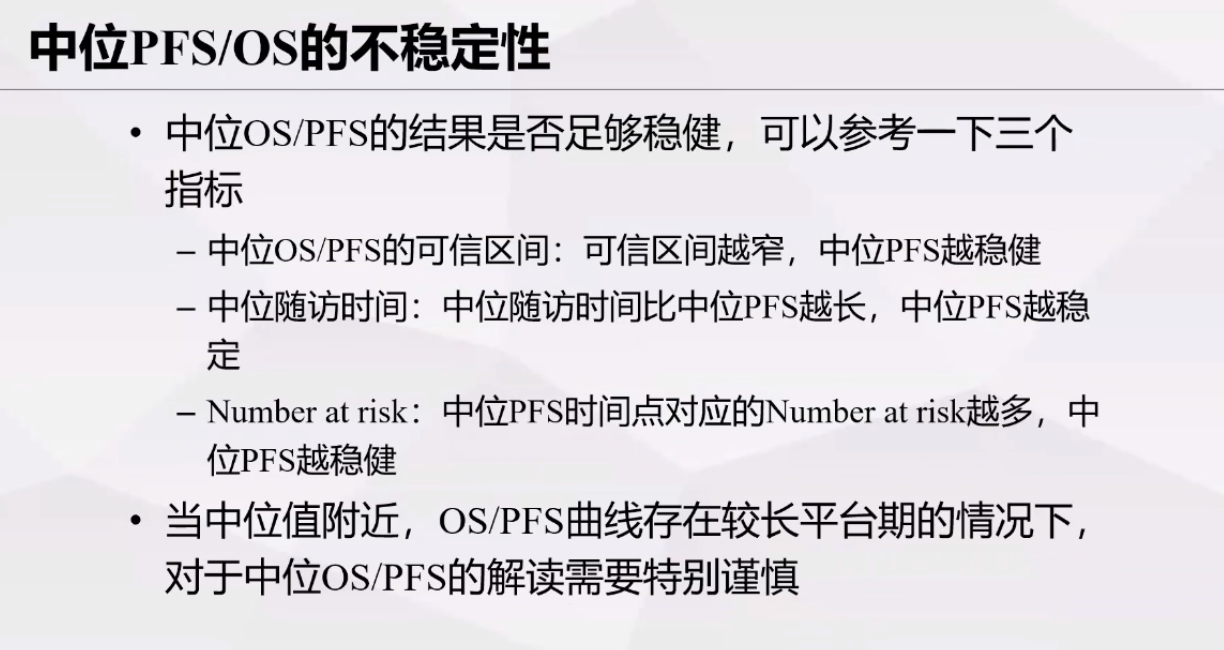 中位PFS/OS的不稳定性
• 中位OS/PFS的结果是否足够稳健，可以参考一下三个
指标
– 中位OS/PFS的可信区间：可信区间越窄，中位PFS越稳健
– 中位随访时间：中位随访时间比中位PFS越长，中位PFS越稳
定
– Number at risk：中位PFS时间点对应的Number at risk越多，中
位PFS越稳健
• 当中位值附近，OS/PFS曲线存在较长平台期的情况下，
对于中位OS/PFS的解读需要特别谨慎